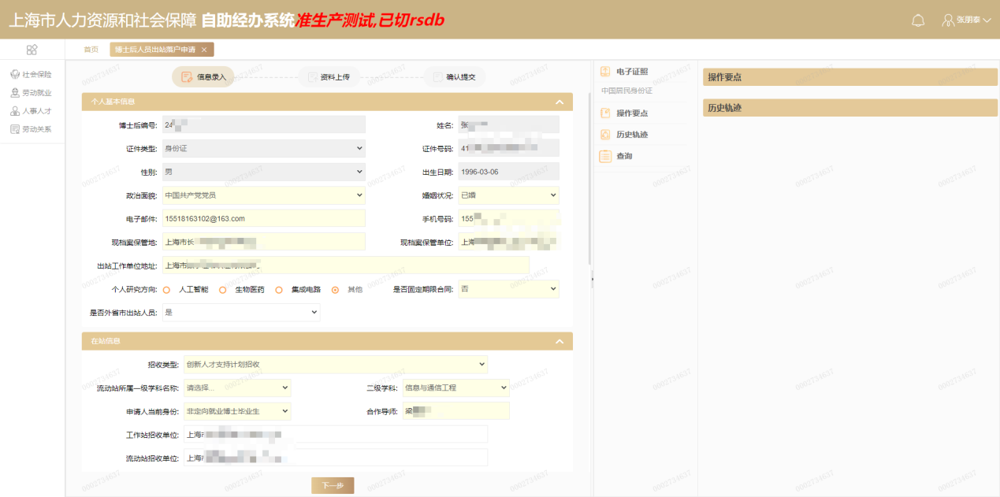 上海市人力资源和社会保障 自助经办系统准生产测试,已切rsdb
张朋泰
首页 博士后人员出站落户申请 ×
社会保险
劳动就业
人事人才
劳动关系
信息录入 资料上传 确认提交
个人基本信息
博士后编号: 24 姓名: 张
证件类型: 身份证 证件号码: 41
性别: 男 出生日期: 1996-03-06
政治面貌: 中国共产党党员 婚姻状况: 已婚
电子邮件: 15518163102@163.com 手机号码: 155
现档案保管地: 上海市长 现档案保管单位: 上海
出站工作单位地址: 上海市
个人研究方向: 人工智能 生物医药 集成电路 其他 是否固定期限合同: 否
是否外省市出站人员: 是
在站信息
招收类型: 创新人才支持计划招收
流动站所属一级学科名称: 请选择... 二级学科: 信息与通信工程
申请人当前身份: 非定向就业博士毕业生 合作导师: 梁
工作站招收单位: 上海市
流动站招收单位: 上海
下一步
电子证照
中国居民身份证
操作要点
历史轨迹
查询
操作要点
历史轨迹
0002734637